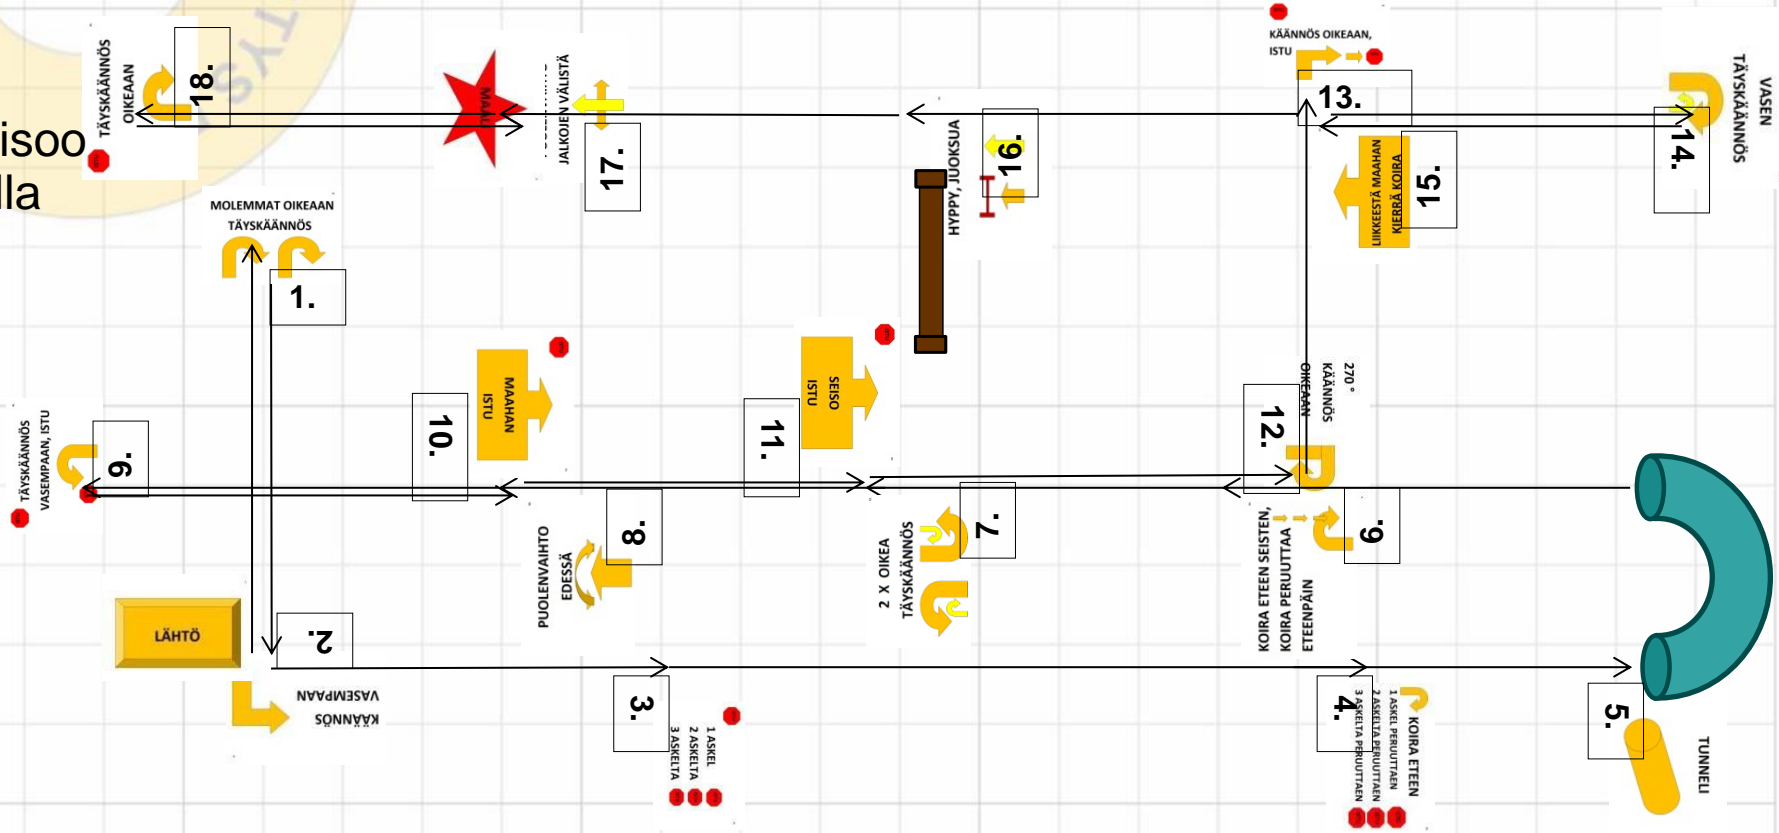 TYST
isoo
lla
TÄYSKÄÄNNÖS
OIKEAAN
18.
MAALI
JALKOJEN VÄLISTÄ
17.
HYPPY, JUOKSUA
16.
KÄÄNNÖS OIKEAAN,
ISTU
13.
VASEN
TÄYSKÄÄNNÖS
14.
LIIKKEESTÄ MAAHAN
KIERRÄ KOIRA
15.
MOLEMMAT OIKEAAN
TÄYSKÄÄNNÖS
1.
TÄYSKÄÄNNÖS
VASEMPAAN, ISTU
9.
MAAHAN
ISTU
10.
SEISO
ISTU
11.
270°
KÄÄNNÖS
OIKEAAN
12.
PUOLENVAIHTO
EDESSÄ
8.
2 X OIKEA
TÄYSKÄÄNNÖS
7.
KOIRA ETEEN SEISTEN,
KOIRA PERUUTTAA
ETEENPÄIN
6.
LÄHTÖ
2.
KÄÄNNÖS
VASEMPAAN
3.
1 ASKEL
2 ASKELTA
3 ASKELTA
4.
KOIRA ETEEN
1 ASKEL PERUUTTAEN
2 ASKELTA PERUUTTAEN
3 ASKELTA PERUUTTAEN
5.
TUNNELI